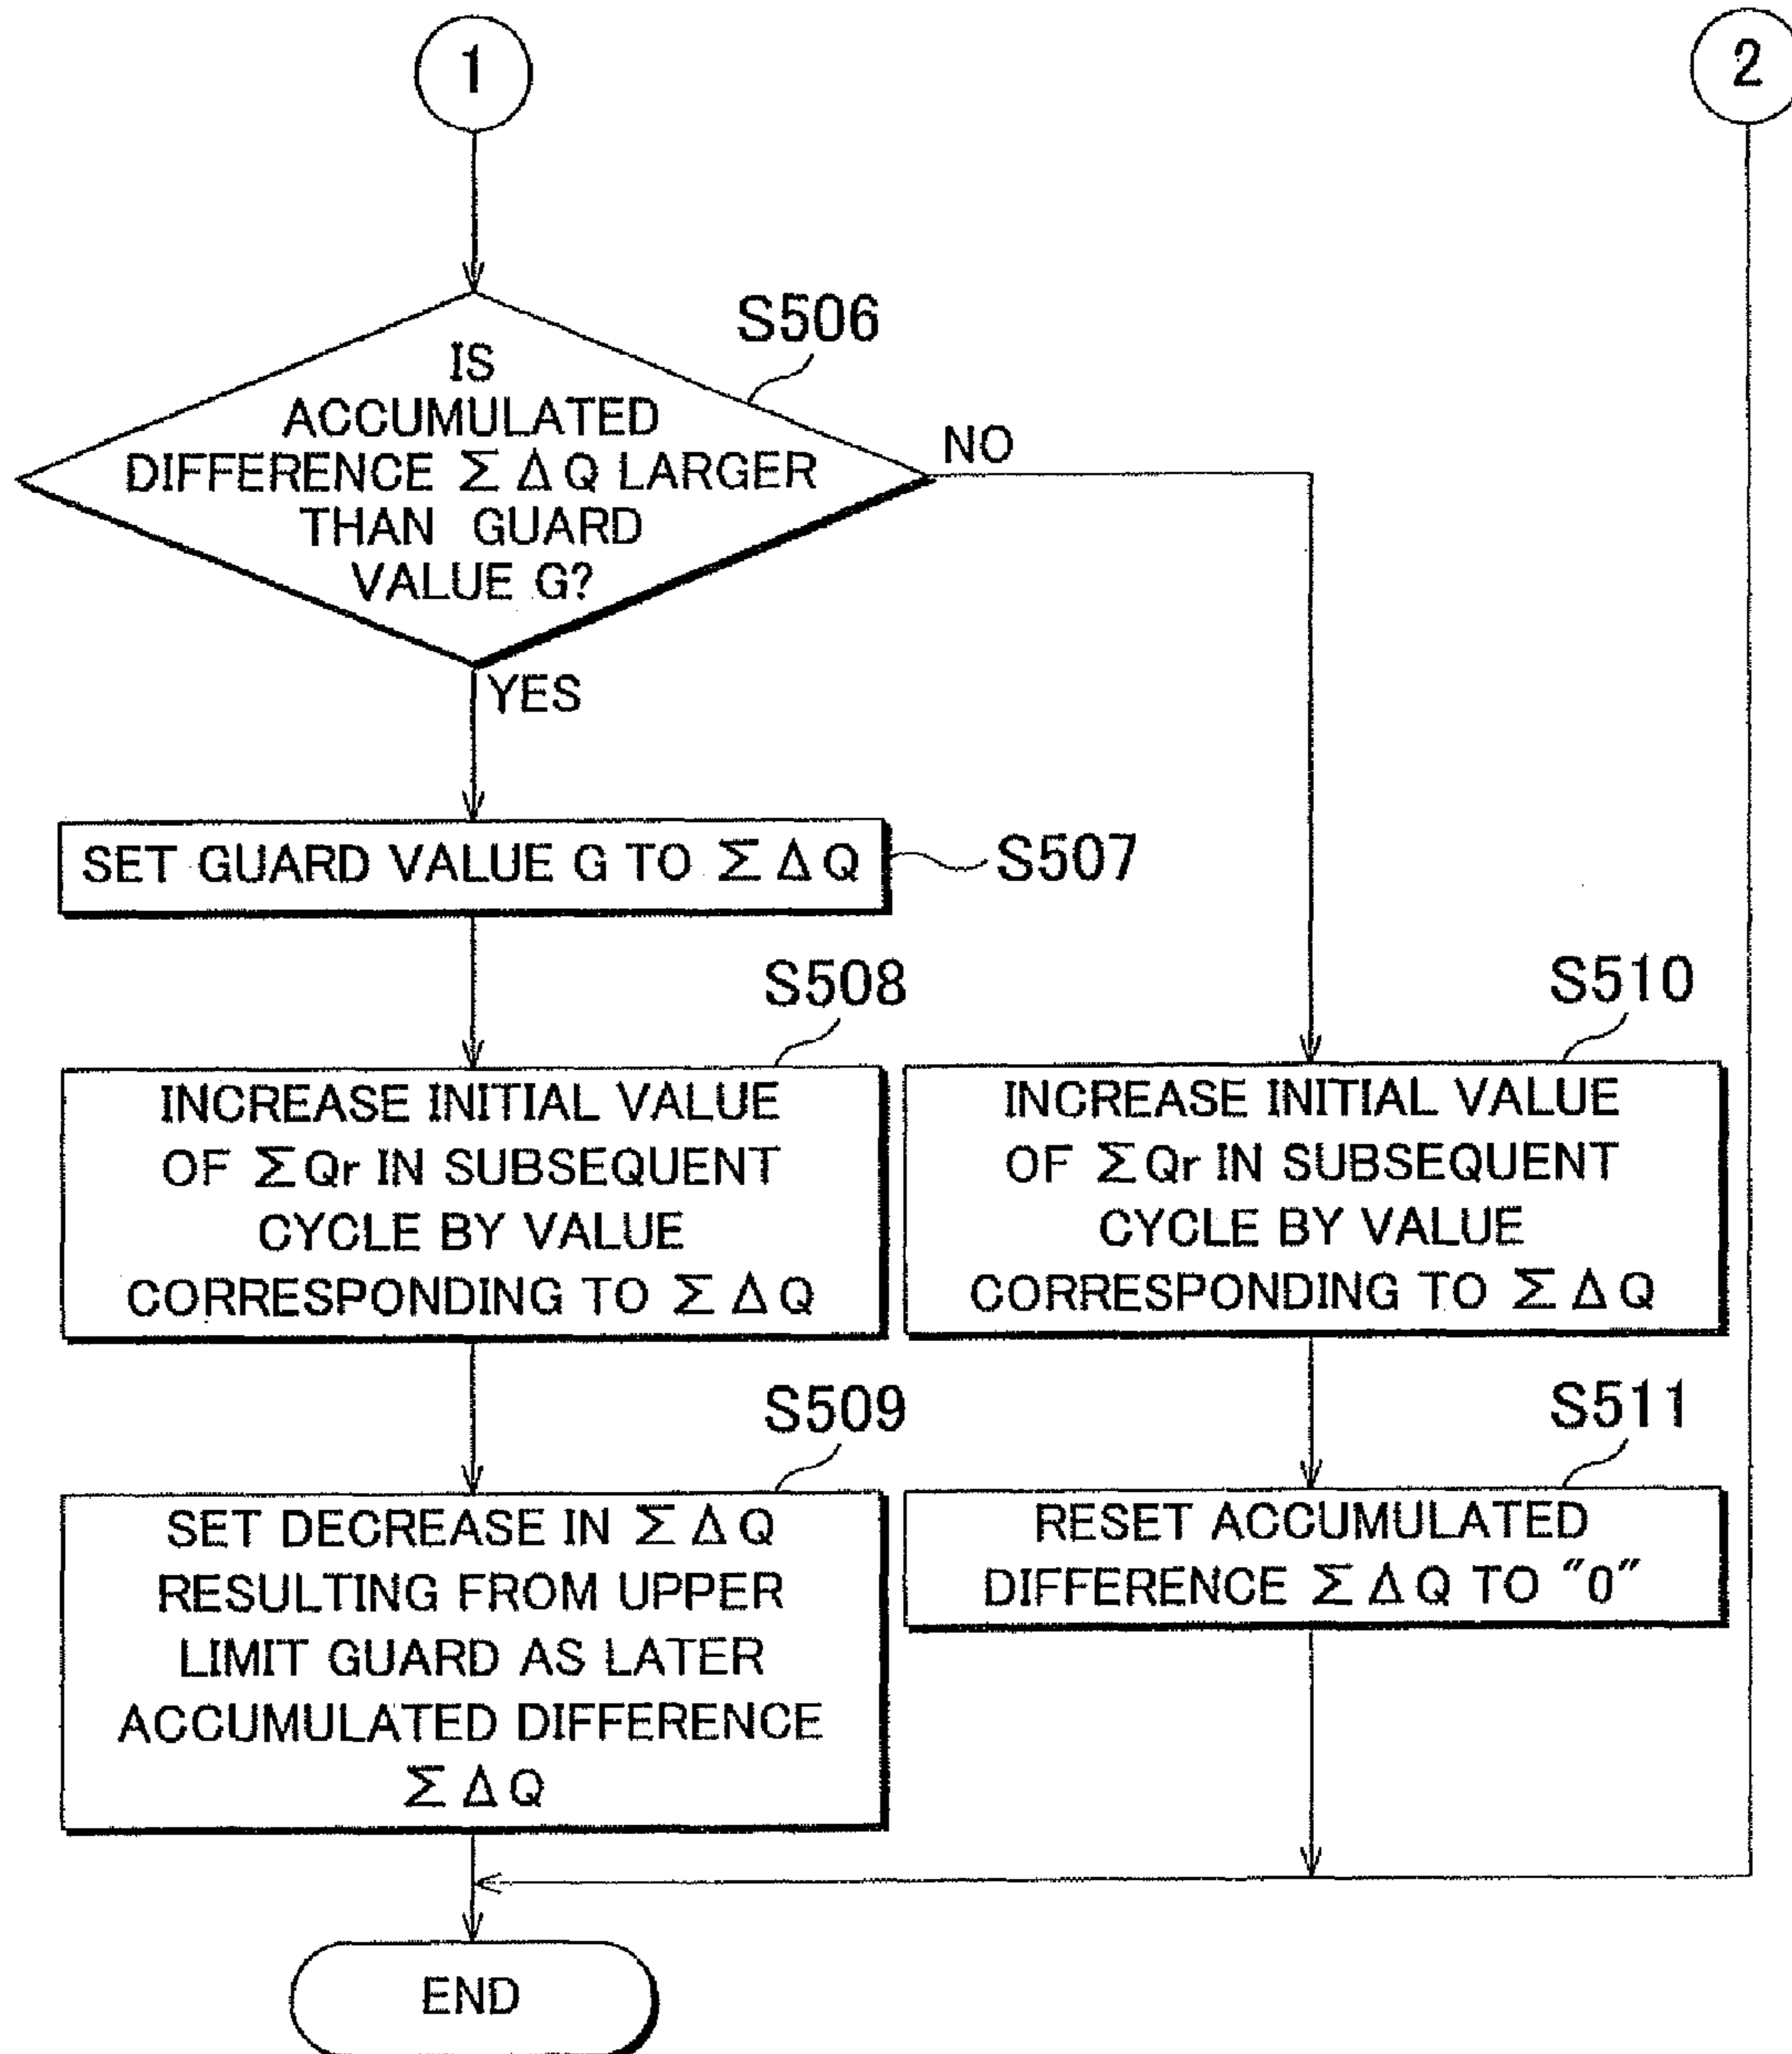 1
2
S506
IS
ACCUMULATED
DIFFERENCE Σ Δ Q LARGER
THAN GUARD
VALUE G?
NO
YES
SET GUARD VALUE G TO Σ Δ Q
S507
S508
INCREASE INITIAL VALUE
OF ΣQr IN SUBSEQUENT
CYCLE BY VALUE
CORRESPONDING TO Σ Δ Q
S510
INCREASE INITIAL VALUE
OF ΣQr IN SUBSEQUENT
CYCLE BY VALUE
CORRESPONDING TO Σ Δ Q
S509
SET DECREASE IN Σ Δ Q
RESULTING FROM UPPER
LIMIT GUARD AS LATER
ACCUMULATED DIFFERENCE
Σ Δ Q
S511
RESET ACCUMULATED
DIFFERENCE Σ Δ Q TO "0"
END